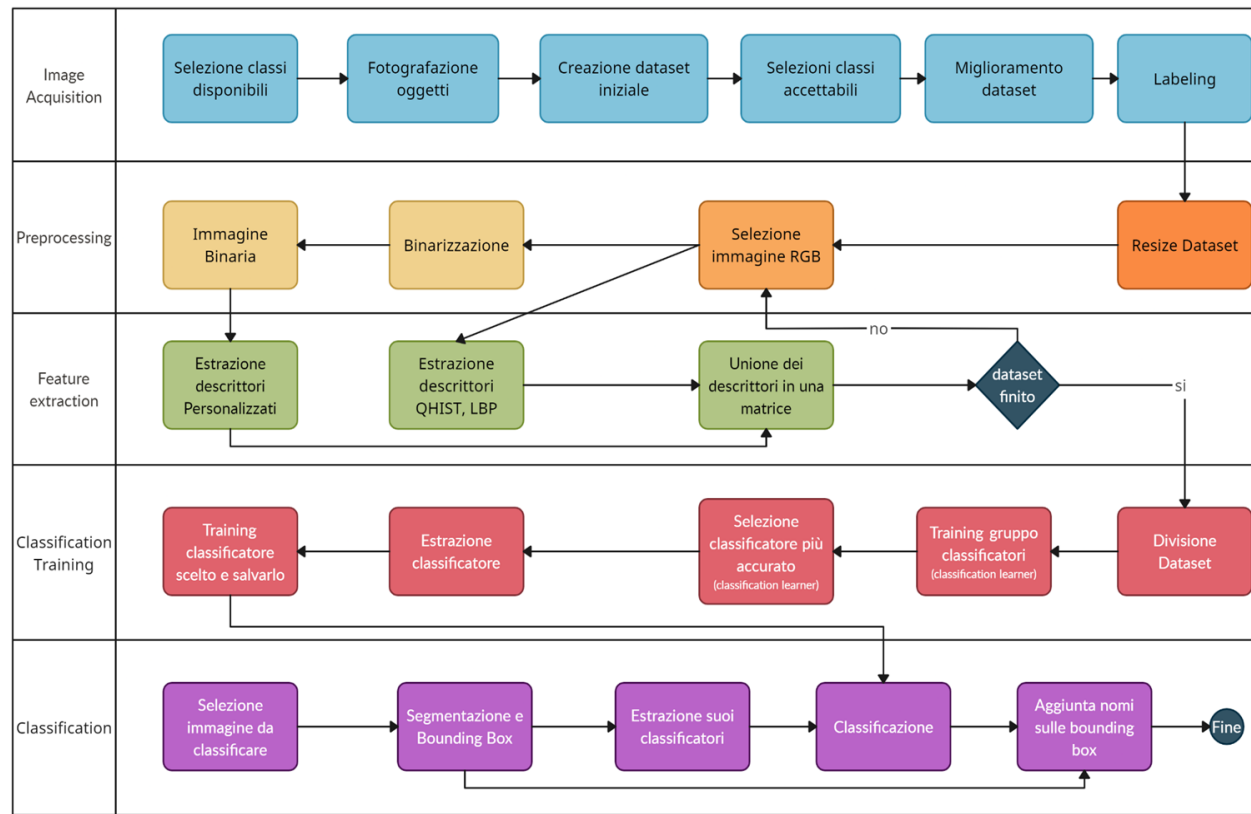 Image
Acquisition
Selezione classi
disponibili
Fotografazione
oggetti
Creazione dataset
iniziale
Selezioni classi
accettabili
Miglioramento
dataset
Labeling
Preprocessing
Immagine
Binaria
Binarizzazione
Selezione
immagine RGB
Resize Dataset
no
Feature
extraction
Estrazione
descrittori
Personalizzati
Estrazione
descrittori
QHIST, LBP
Unione dei
descrittori in una
matrice
dataset
finito
si
Classification
Training
Training
classificatore
scelto e salvarlo
Estrazione
classificatore
Selezione
classificatore più
accurato
(classification learner)
Training gruppo
classificatori
(classification learner)
Divisione
Dataset
Classification
Selezione
immagine da
classificare
Segmentazione e
Bounding Box
Estrazione suoi
classificatori
Classificazione
Aggiunta nomi
sulle bounding
box
Fine